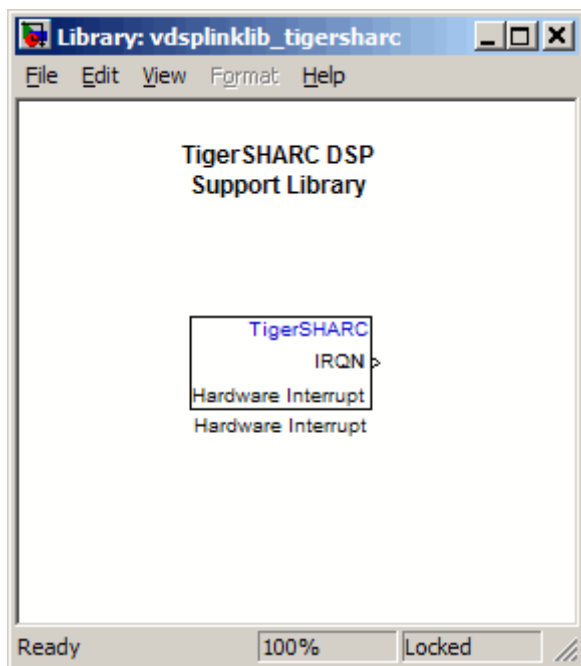 Library: vdsplinklib_tigersharc
File Edit View Format Help
TigerSHARC DSP
Support Library
TigerSHARC
IRQN
Hardware Interrupt
Hardware Interrupt
Ready 100% Locked